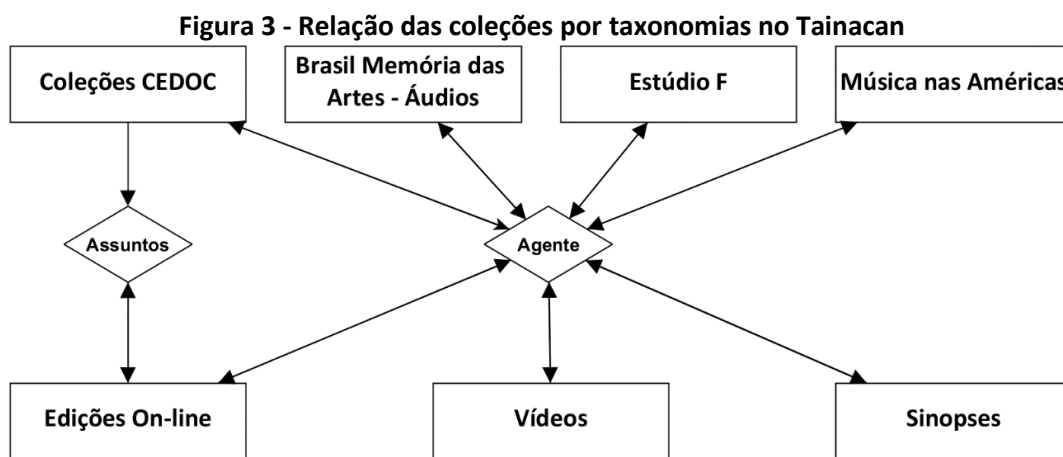 Figura 3 - Relação das coleções por taxonomias no Tainacan
Coleções CEDOC
Brasil Memória das
Artes - Áudios
Estúdio F
Música nas Américas
Assuntos
Agente
Edições On-line
Vídeos
Sinopses